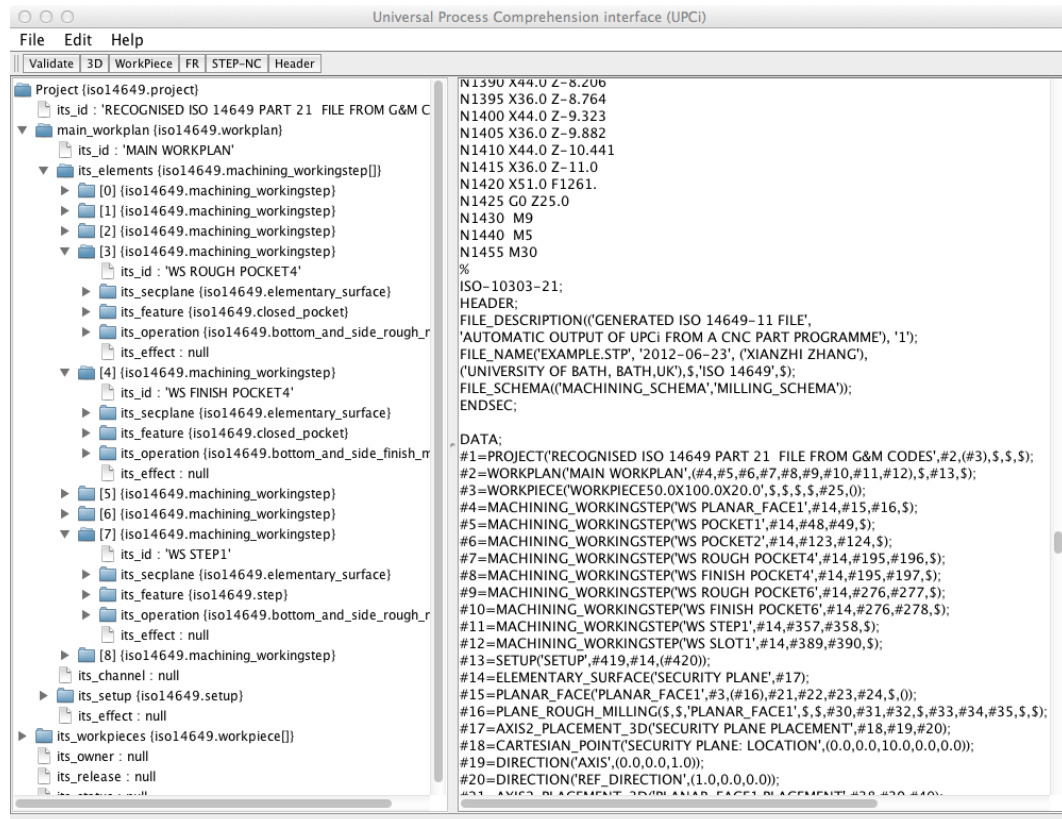 Universal Process Comprehension interface (UPCi)
File Edit Help
Validate 3D WorkPiece FR STEP-NC Header
Project {iso14649.project}
its_id : 'RECOGNISED ISO 14649 PART 21 FILE FROM G&M C
main_workplan {iso14649.workplan}
its_id : 'MAIN WORKPLAN'
its_elements {iso14649.machining_workingstep[]}
[0] {iso14649.machining_workingstep}
[1] {iso14649.machining_workingstep}
[2] {iso14649.machining_workingstep}
[3] {iso14649.machining_workingstep}
its_id : 'WS ROUGH POCKET4'
its_secplane {iso14649.elementary_surface}
its_feature {iso14649.closed_pocket}
its_operation {iso14649.bottom_and_side_rough_r
its_effect : null
[4] {iso14649.machining_workingstep}
its_id : 'WS FINISH POCKET4'
its_secplane {iso14649.elementary_surface}
its_feature {iso14649.closed_pocket}
its_operation {iso14649.bottom_and_side_finish_m
its_effect : null
[5] {iso14649.machining_workingstep}
[6] {iso14649.machining_workingstep}
[7] {iso14649.machining_workingstep}
its_id : 'WS STEP1'
its_secplane {iso14649.elementary_surface}
its_feature {iso14649.step}
its_operation {iso14649.bottom_and_side_rough_r
its_effect : null
[8] {iso14649.machining_workingstep}
its_channel : null
its_setup {iso14649.setup}
its_effect : null
its_workpieces {iso14649.workpiece[]}
its_owner : null
its_release : null
N1390 X44.0 Z-8.206
N1395 X36.0 Z-8.764
N1400 X44.0 Z-9.323
N1405 X36.0 Z-9.882
N1410 X44.0 Z-10.441
N1415 X36.0 Z-11.0
N1420 X51.0 F1261.
N1425 G0 Z25.0
N1430 M9
N1440 M5
N1455 M30
%
ISO-10303-21;
HEADER;
FILE_DESCRIPTION(('GENERATED ISO 14649-11 FILE',
'AUTOMATIC OUTPUT OF UPCi FROM A CNC PART PROGRAMME'), '1');
FILE_NAME('EXAMPLE.STP', '2012-06-23', ('XIANZHI ZHANG'),
('UNIVERSITY OF BATH, BATH,UK'),$,'ISO 14649',$);
FILE_SCHEMA(('MACHINING_SCHEMA','MILLING_SCHEMA'));
ENDSEC;
DATA;
#1=PROJECT('RECOGNISED ISO 14649 PART 21 FILE FROM G&M CODES',#2,(#3),$,$,$);
#2=WORKPLAN('MAIN WORKPLAN',(#4,#5,#6,#7,#8,#9,#10,#11,#12),$,#13,$);
#3=WORKPIECE('WORKPIECE50.0X100.0X20.0',$,$,$,$,#25,());
#4=MACHINING_WORKINGSTEP('WS PLANAR_FACE1',#14,#15,#16,$);
#5=MACHINING_WORKINGSTEP('WS POCKET1',#14,#48,#49,$);
#6=MACHINING_WORKINGSTEP('WS POCKET2',#14,#123,#124,$);
#7=MACHINING_WORKINGSTEP('WS ROUGH POCKET4',#14,#195,#196,$);
#8=MACHINING_WORKINGSTEP('WS FINISH POCKET4',#14,#195,#197,$);
#9=MACHINING_WORKINGSTEP('WS ROUGH POCKET6',#14,#276,#277,$);
#10=MACHINING_WORKINGSTEP('WS FINISH POCKET6',#14,#276,#278,$);
#11=MACHINING_WORKINGSTEP('WS STEP1',#14,#357,#358,$);
#12=MACHINING_WORKINGSTEP('WS SLOT1',#14,#389,#390,$);
#13=SETUP('SETUP',#419,#14,(#420));
#14=ELEMENTARY_SURFACE('SECURITY PLANE',#17);
#15=PLANAR_FACE('PLANAR_FACE1',#3,(#16),#21,#22,#23,#24,$,());
#16=PLANE_ROUGH_MILLING($,$,'PLANAR_FACE1',$,$,#30,#31,#32,$,#33,#34,#35,$,$);
#17=AXIS2_PLACEMENT_3D('SECURITY PLANE PLACEMENT',#18,#19,#20);
#18=CARTESIAN_POINT('SECURITY PLANE: LOCATION',(0.0,0.0,10.0,0.0,0.0));
#19=DIRECTION('AXIS',(0.0,0.0,1.0));
#20=DIRECTION('REF_DIRECTION',(1.0,0.0,0.0));